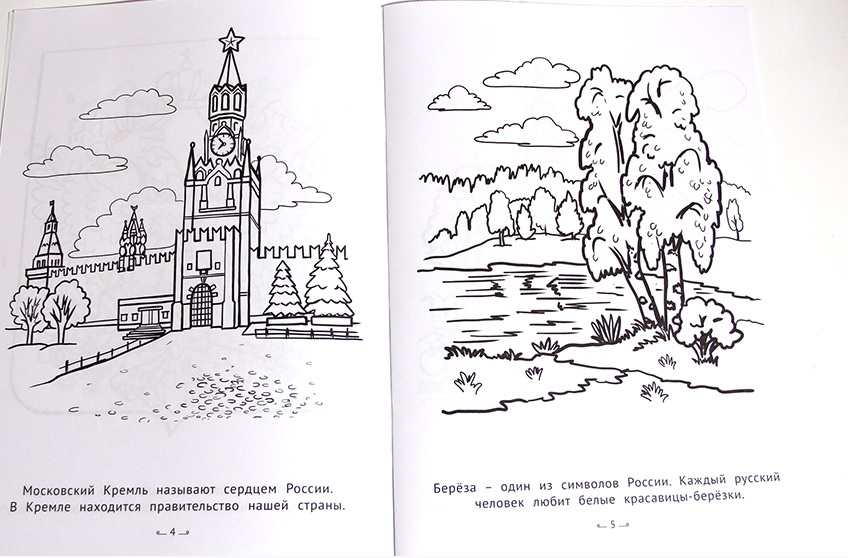 Московский Кремль называют сердцем России.
В Кремле находится правительство нашей страны.
4
Берёза – один из символов России. Каждый русский
человек любит белые красавицы-берёзки.
5